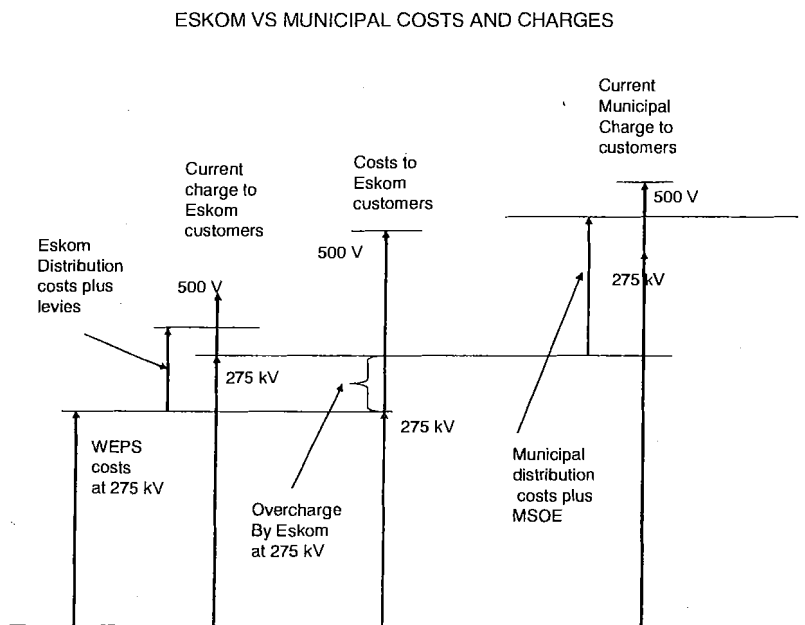 ESKOM VS MUNICIPAL COSTS AND CHARGES
Current
Municipal
Charge to
customers
500 V
Costs to
Eskom
customers
500 V
Current
charge to
Eskom
customers
500 V
Eskom
Distribution
costs plus
levies
275 kV
275 kV
275 kV
WEPS
costs
at 275 kV
Overcharge
By Eskom
at 275 kV
Municipal
distribution
costs plus
MSOE